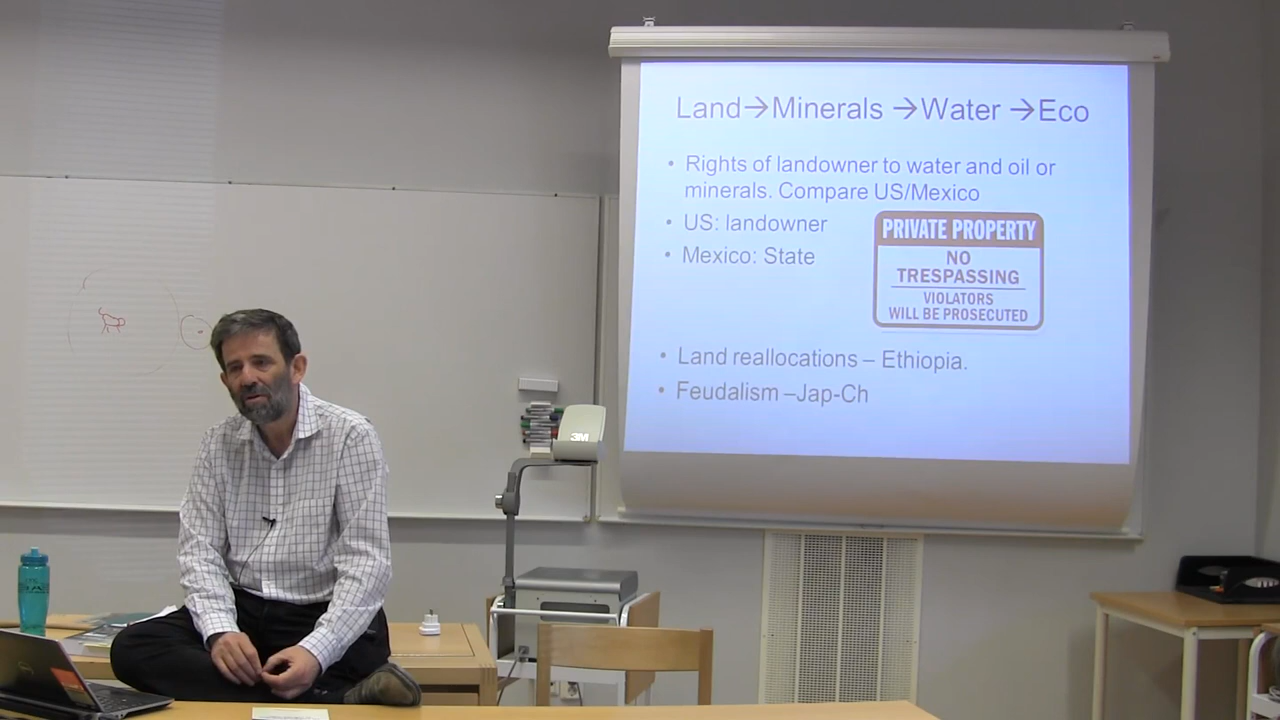 Land→Minerals →Water →Eco
• Rights of landowner to water and oil or
minerals. Compare US/Mexico
• US: landowner
• Mexico: State
PRIVATE PROPERTY
NO
TRESPASSING
VIOLATORS
WILL BE PROSECUTED
• Land reallocations – Ethiopia.
• Feudalism –Jap-Ch
3M